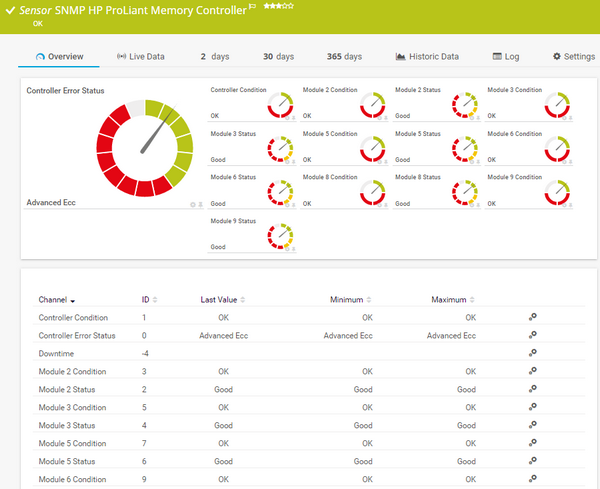 Sensor SNMP HP ProLiant Memory Controller
OK
Overview Live Data 2 days 30 days 365 days Historic Data Log Settings
Controller Error Status
Advanced Ecc
Controller Condition Module 2 Condition Module 2 Status Module 3 Condition
OK OK Good OK
Module 3 Status Module 5 Condition Module 5 Status Module 6 Condition
Good OK Good OK
Module 6 Status Module 8 Condition Module 8 Status Module 9 Condition
Good OK Good OK
Module 9 Status
Good
Channel ID Last Value Minimum Maximum
Controller Condition 1 OK OK OK
Controller Error Status 0 Advanced Ecc Advanced Ecc Advanced Ecc
Downtime -4
Module 2 Condition 3 OK OK OK
Module 2 Status 2 Good Good Good
Module 3 Condition 5 OK OK OK
Module 3 Status 4 Good Good Good
Module 5 Condition 7 OK OK OK
Module 5 Status 6 Good Good Good
Module 6 Condition 9 OK OK OK